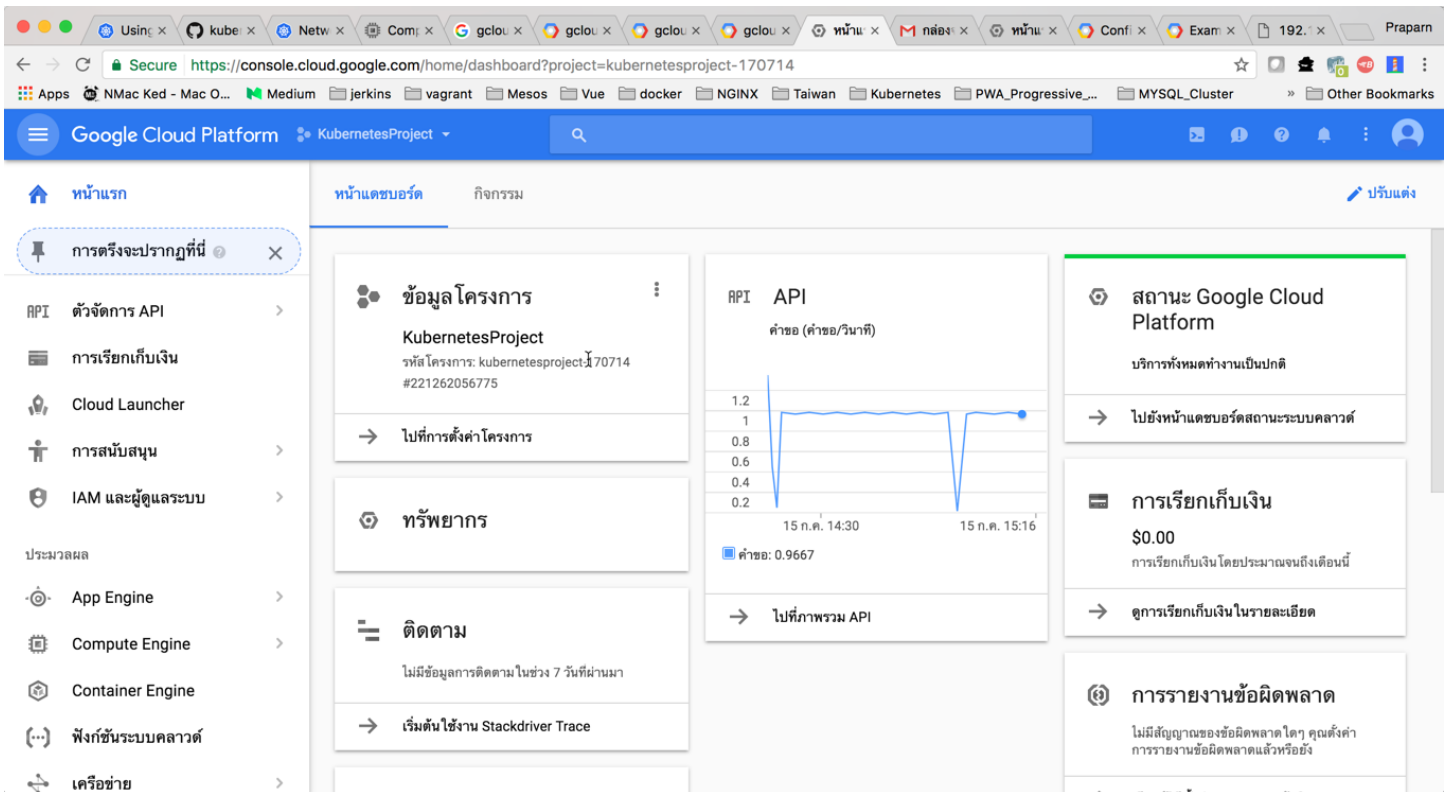 Using
kuber
Netw
Comp
gclou
gclou
gclou
gclou
หน้าแ
กล่อง
หน้าแ
Confi
Exam
192.1
Praparn
Secure https://console.cloud.google.com/home/dashboard?project=kubernetesproject-170714
Apps
NMac Ked - Mac O...
Medium
jerkins
vagrant
Mesos
Vue
docker
NGINX
Taiwan
Kubernetes
PWA_Progressive_...
MYSQL_Cluster
»
Other Bookmarks
Google Cloud Platform
KubernetesProject
หน้าแรก
การตรึงจะปรากฏที่นี่
API ตัวจัดการ API
การเรียกเก็บเงิน
Cloud Launcher
การสนับสนุน
IAM และผู้ดูแลระบบ
ประมวลผล
App Engine
Compute Engine
Container Engine
ฟังก์ชันระบบคลาวด์
เครือข่าย
หน้าแดชบอร์ด
กิจกรรม
ปรับแต่ง
ข้อมูลโครงการ
KubernetesProject
รหัสโครงการ: kubernetesproject-170714
#221262056775
ไปที่การตั้งค่าโครงการ
ทรัพยากร
ติดตาม
ไม่มีข้อมูลการติดตามในช่วง 7 วันที่ผ่านมา
เริ่มต้นใช้งาน Stackdriver Trace
API API
คำขอ (คำขอ/วินาที)
1.2
1
0.8
0.6
0.4
0.2
15 ก.ค. 14:30
15 ก.ค. 15:16
คำขอ: 0.9667
ไปที่ภาพรวม API
สถานะ Google Cloud
Platform
บริการทั้งหมดทำงานเป็นปกติ
ไปยังหน้าแดชบอร์ดสถานะระบบคลาวด์
การเรียกเก็บเงิน
$0.00
การเรียกเก็บเงินโดยประมาณจนถึงเดือนนี้
ดูการเรียกเก็บเงินในรายละเอียด
การรายงานข้อผิดพลาด
ไม่มีสัญญาณของข้อผิดพลาดใดๆ คุณตั้งค่า
การรายงานข้อผิดพลาดแล้วหรือยัง